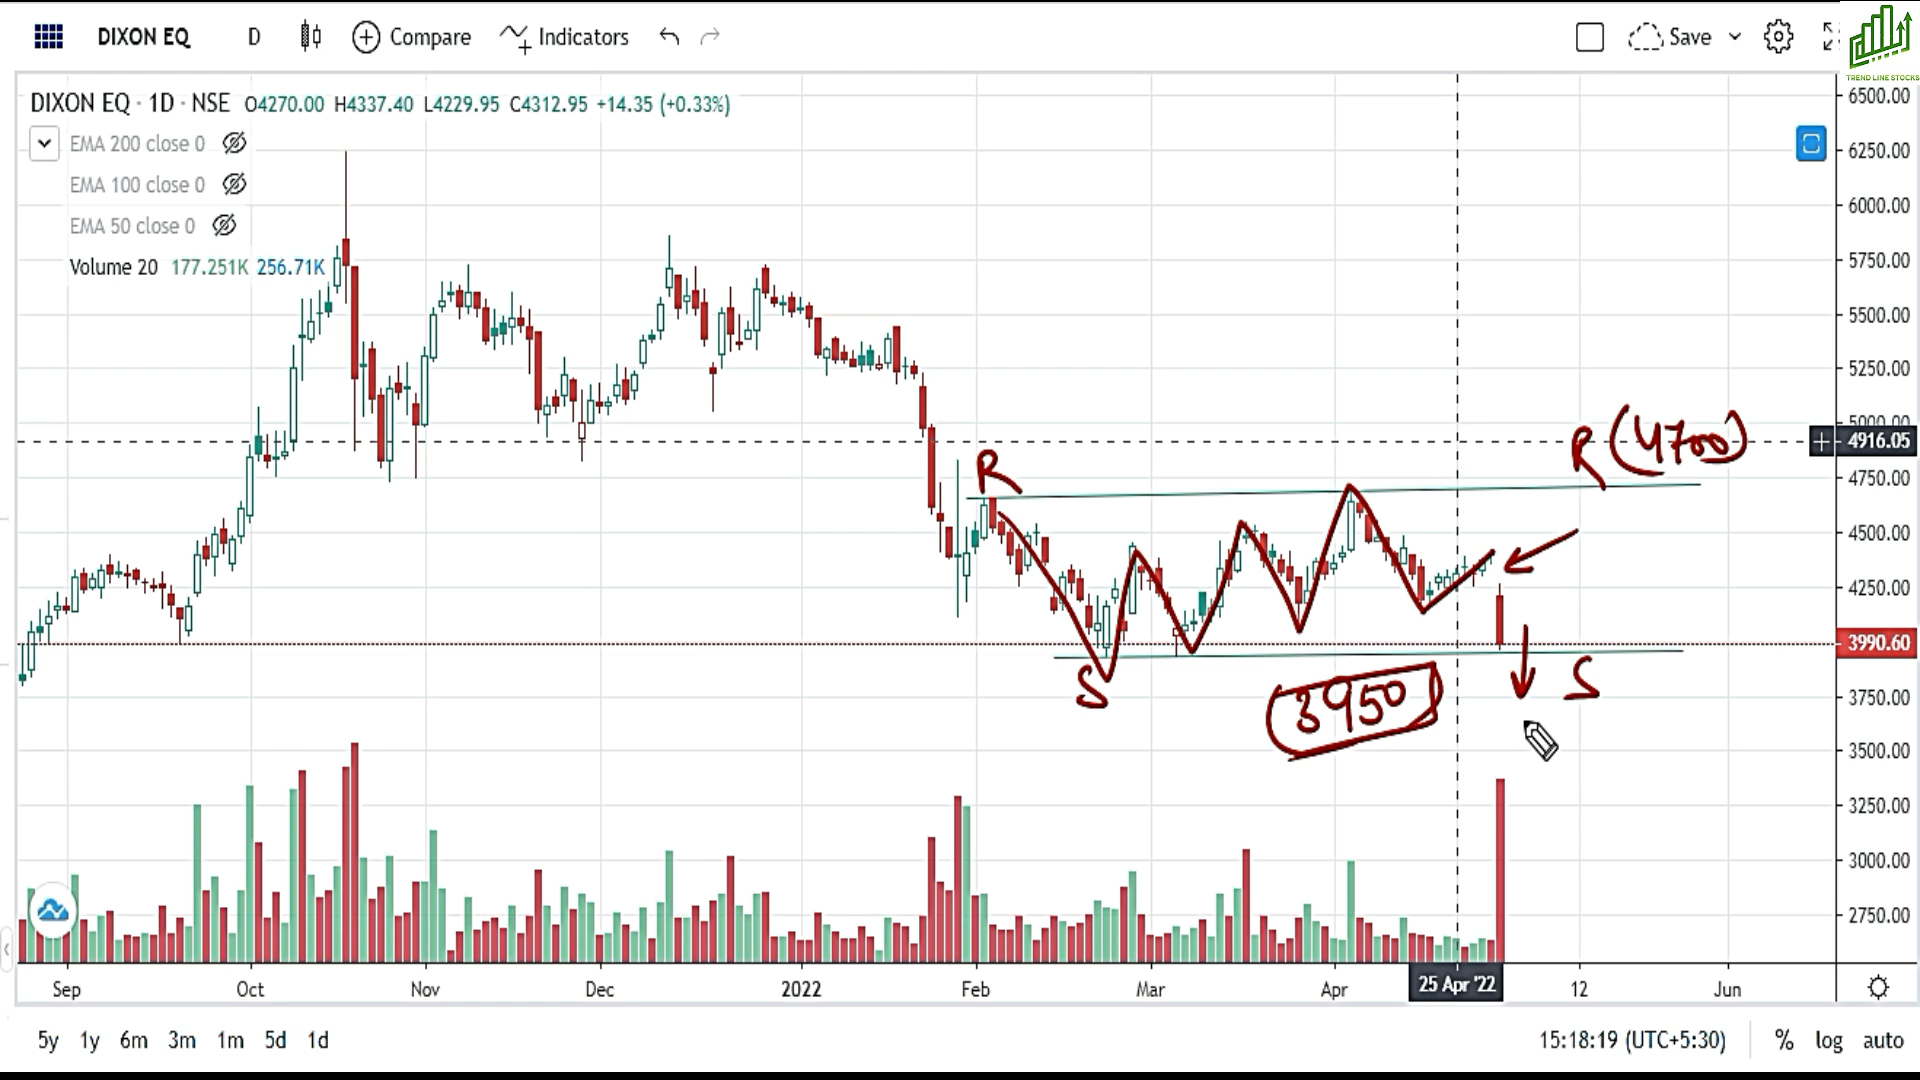 DIXON EQ D Compare Indicators Save
TREND LINE STOCKS
DIXON EQ · 1D · NSE O4270.00 H4337.40 L4229.95 C4312.95 +14.35 (+0.33%)
EMA 200 close 0
EMA 100 close 0
EMA 50 close 0
Volume 20 177.251K 256.71K
6500.00
6250.00
6000.00
5750.00
5500.00
5250.00
5000.00
4916.05
4750.00
4500.00
4250.00
3990.60
3750.00
3500.00
3250.00
3000.00
2750.00
R
R (4700)
S
3950
S
Sep Oct Nov Dec 2022 Feb Mar Apr 25 Apr '22 12 Jun
5y 1y 6m 3m 1m 5d 1d 15:18:19 (UTC+5:30) % log auto